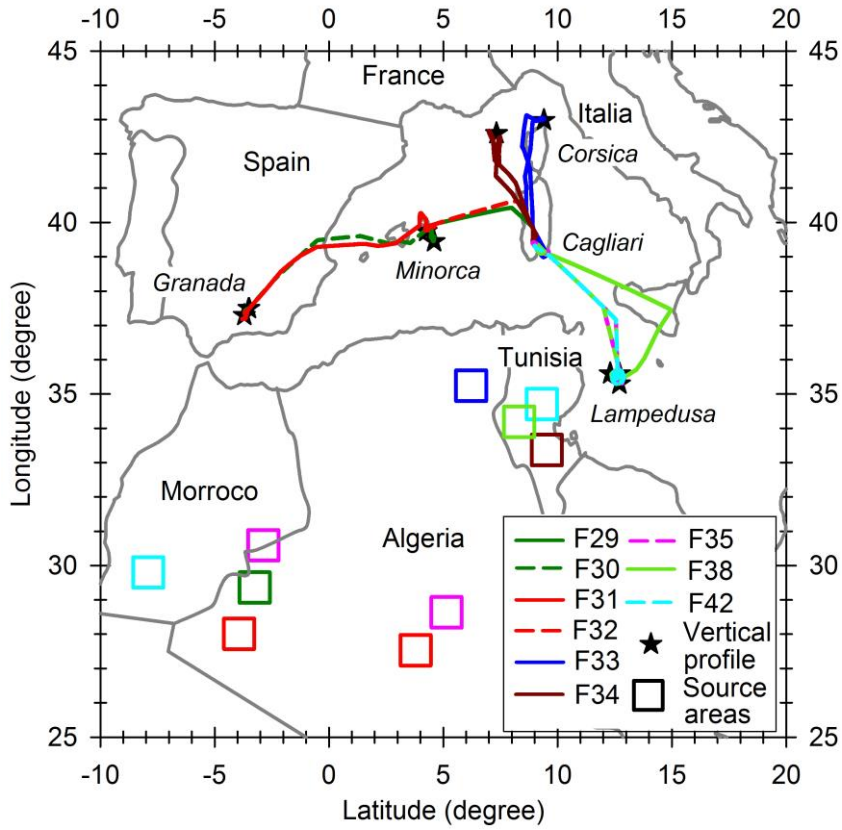 -10 -5 0 5 10 15 20
45 45
France
Italia
Spain
Corsica
40 40
Cagliari
Granada
Minorca
Tunisia
35 35
Lampedusa
Morroco
Algeria
30 30
F29 F35
F30 F38
F31 F42
F32 Vertical
F33 profile
F34 Source
areas
25 25
-10 -5 0 5 10 15 20
Latitude (degree)
Longitude (degree)